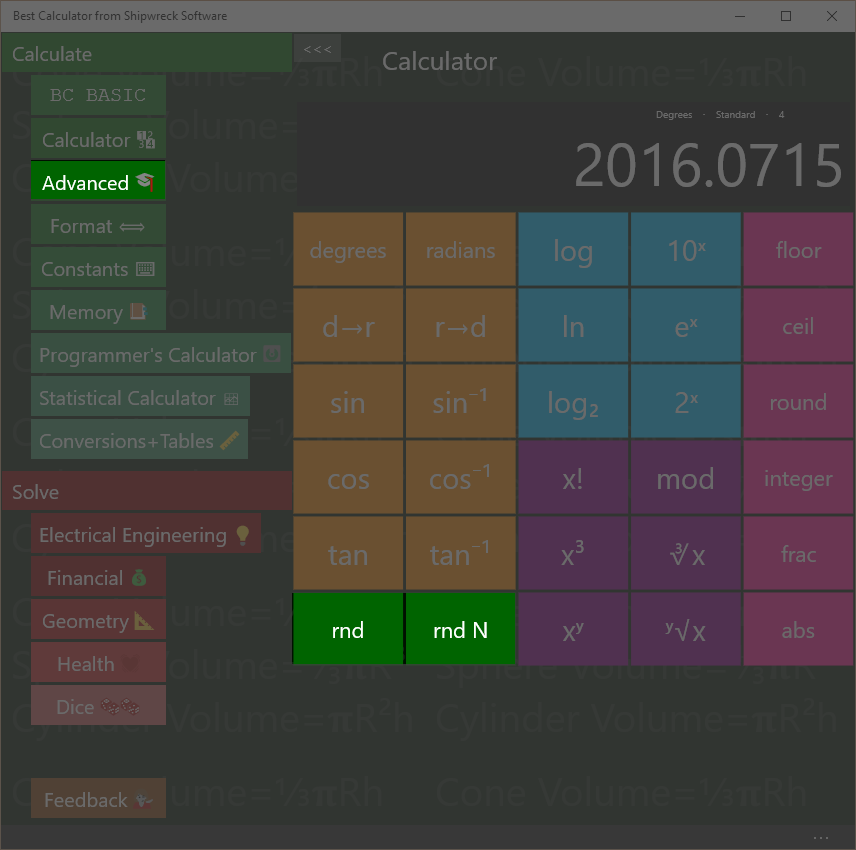 Best Calculator from Shipwreck Software
Calculate
<<<
Calculator
BC BASIC
Calculator
Advanced
Format
Constants
Memory
Programmer's Calculator
Statistical Calculator
Conversions+Tables
Solve
Electrical Engineering
Financial
Geometry
Health
Dice
Feedback
Degrees · Standard · 4
2016.0715
degrees radians log 10ˣ floor
d→r r→d ln eˣ ceil
sin sin⁻¹ log₂ 2ˣ round
cos cos⁻¹ x! mod integer
tan tan⁻¹ x³ ∛x frac
rnd rnd N xʸ ʸ√x abs
Cone Volume=⅓πRh
Cylinder Volume=πR²h Cylinder Volume=πR²h
Cone Volume=⅓πRh
...